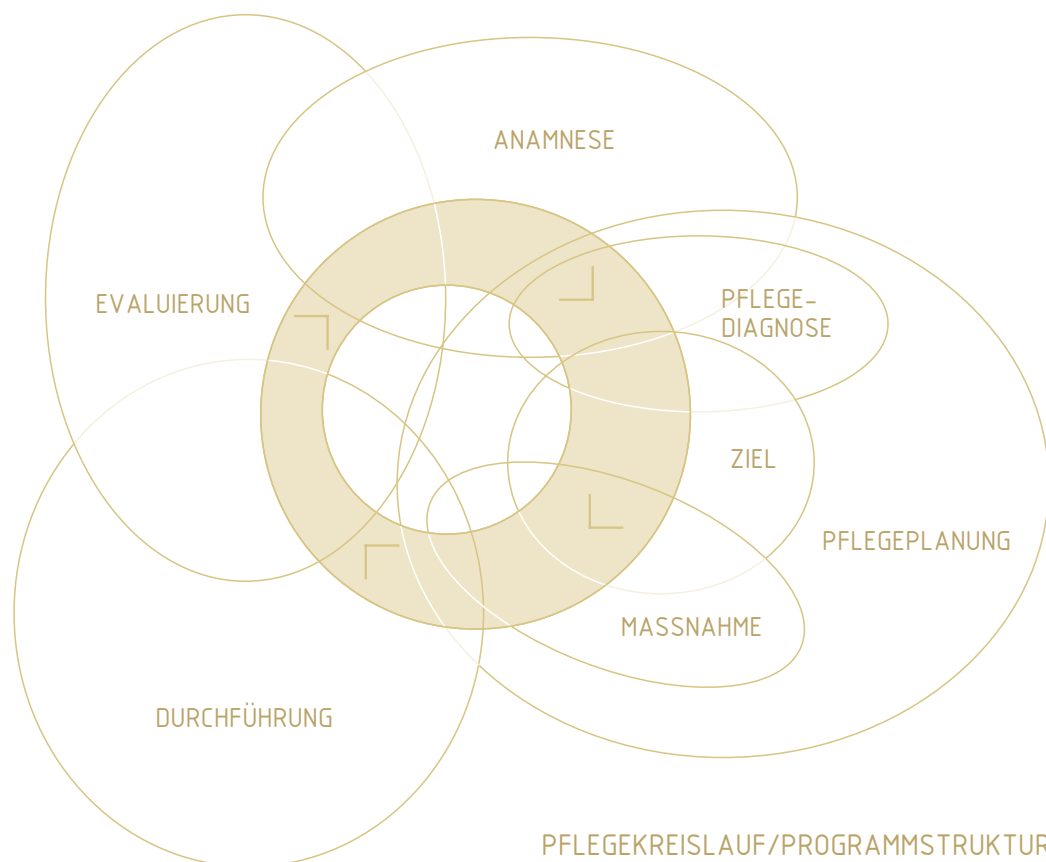 ANAMNESE
EVALUIERUNG
PFLEGE-
DIAGNOSE
ZIEL
PFLEGEPLANUNG
MASSNAHME
DURCHFÜHRUNG
PFLEGEKREISLAUF/PROGRAMMSTRUKTUR